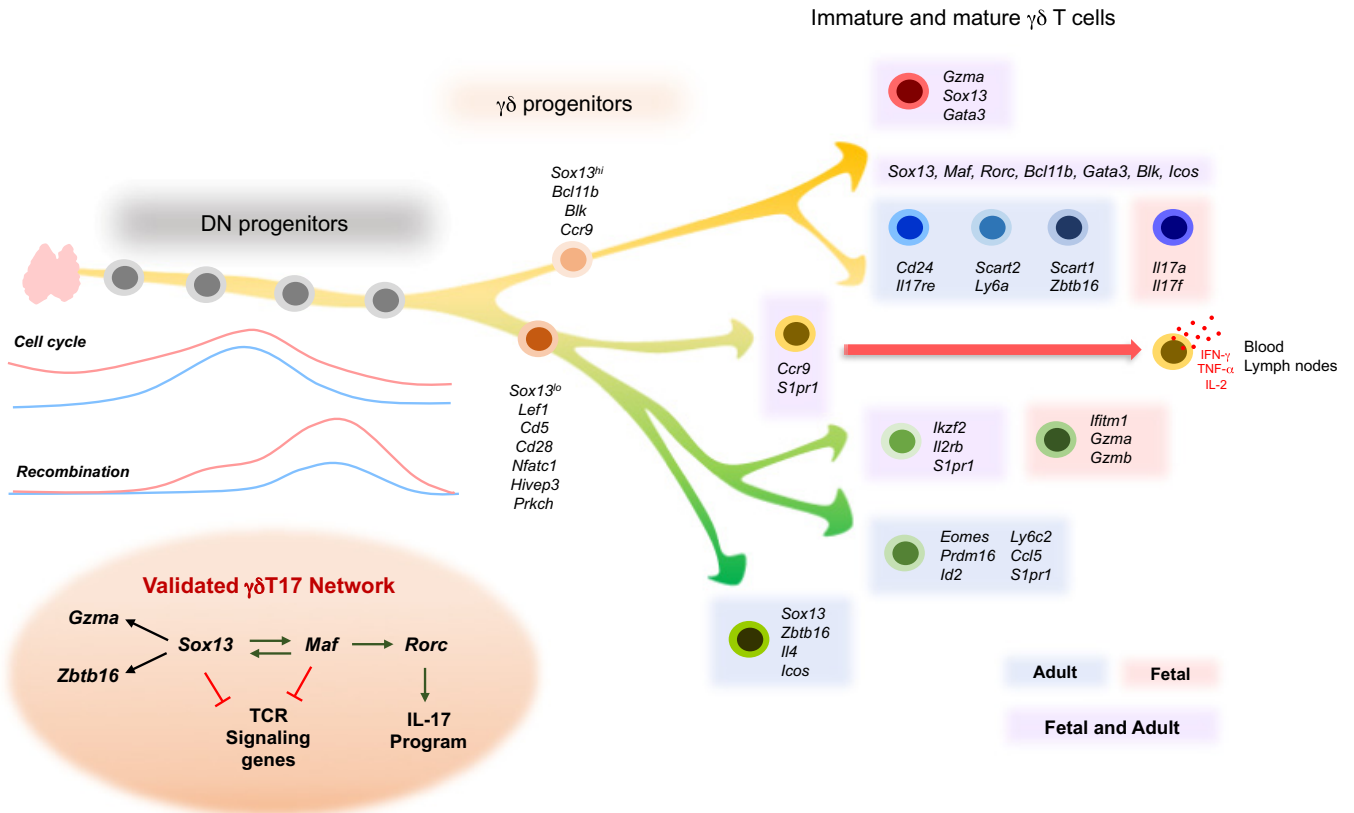 Immature and mature γδ T cells
γδ progenitors
DN progenitors
Gzma
Sox13
Gata3
Sox13hi
Bcl11b
Blk
Ccr9
Sox13, Maf, Rorc, Bcl11b, Gata3, Blk, Icos
Cd24
Il17re
Scart2
Ly6a
Scart1
Zbtb16
Il17a
Il17f
Cell cycle
Recombination
Sox13lo
Lef1
Cd5
Cd28
Nfatc1
Hivep3
Prkch
Ccr9
S1pr1
IFN-γ
TNF-α
IL-2
Blood
Lymph nodes
Ikzf2
Il2rb
S1pr1
Ifitm1
Gzma
Gzmb
Eomes
Prdm16
Id2
Ly6c2
Ccl5
S1pr1
Sox13
Zbtb16
Il4
Icos
Validated γδT17 Network
Gzma
Zbtb16
Sox13
Maf
Rorc
TCR
Signaling
genes
IL-17
Program
Adult
Fetal
Fetal and Adult